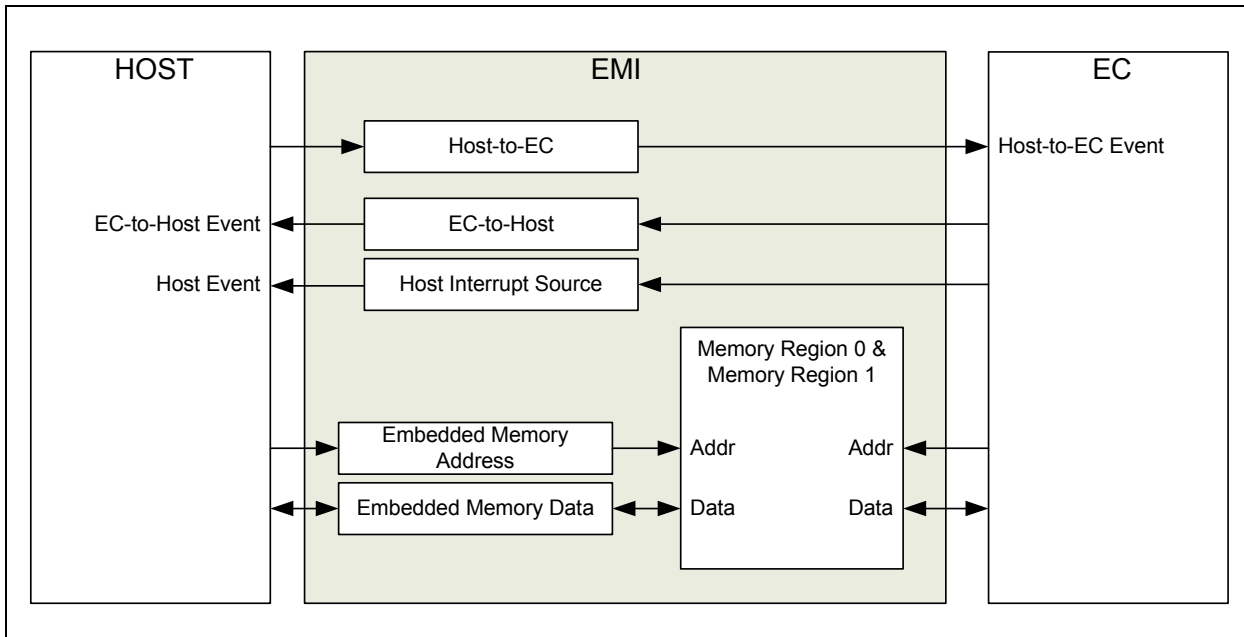 HOST
EMI
EC
Host-to-EC
Host-to-EC Event
EC-to-Host Event
EC-to-Host
Host Event
Host Interrupt Source
Memory Region 0 &
Memory Region 1
Embedded Memory
Address
Addr
Addr
Embedded Memory Data
Data
Data